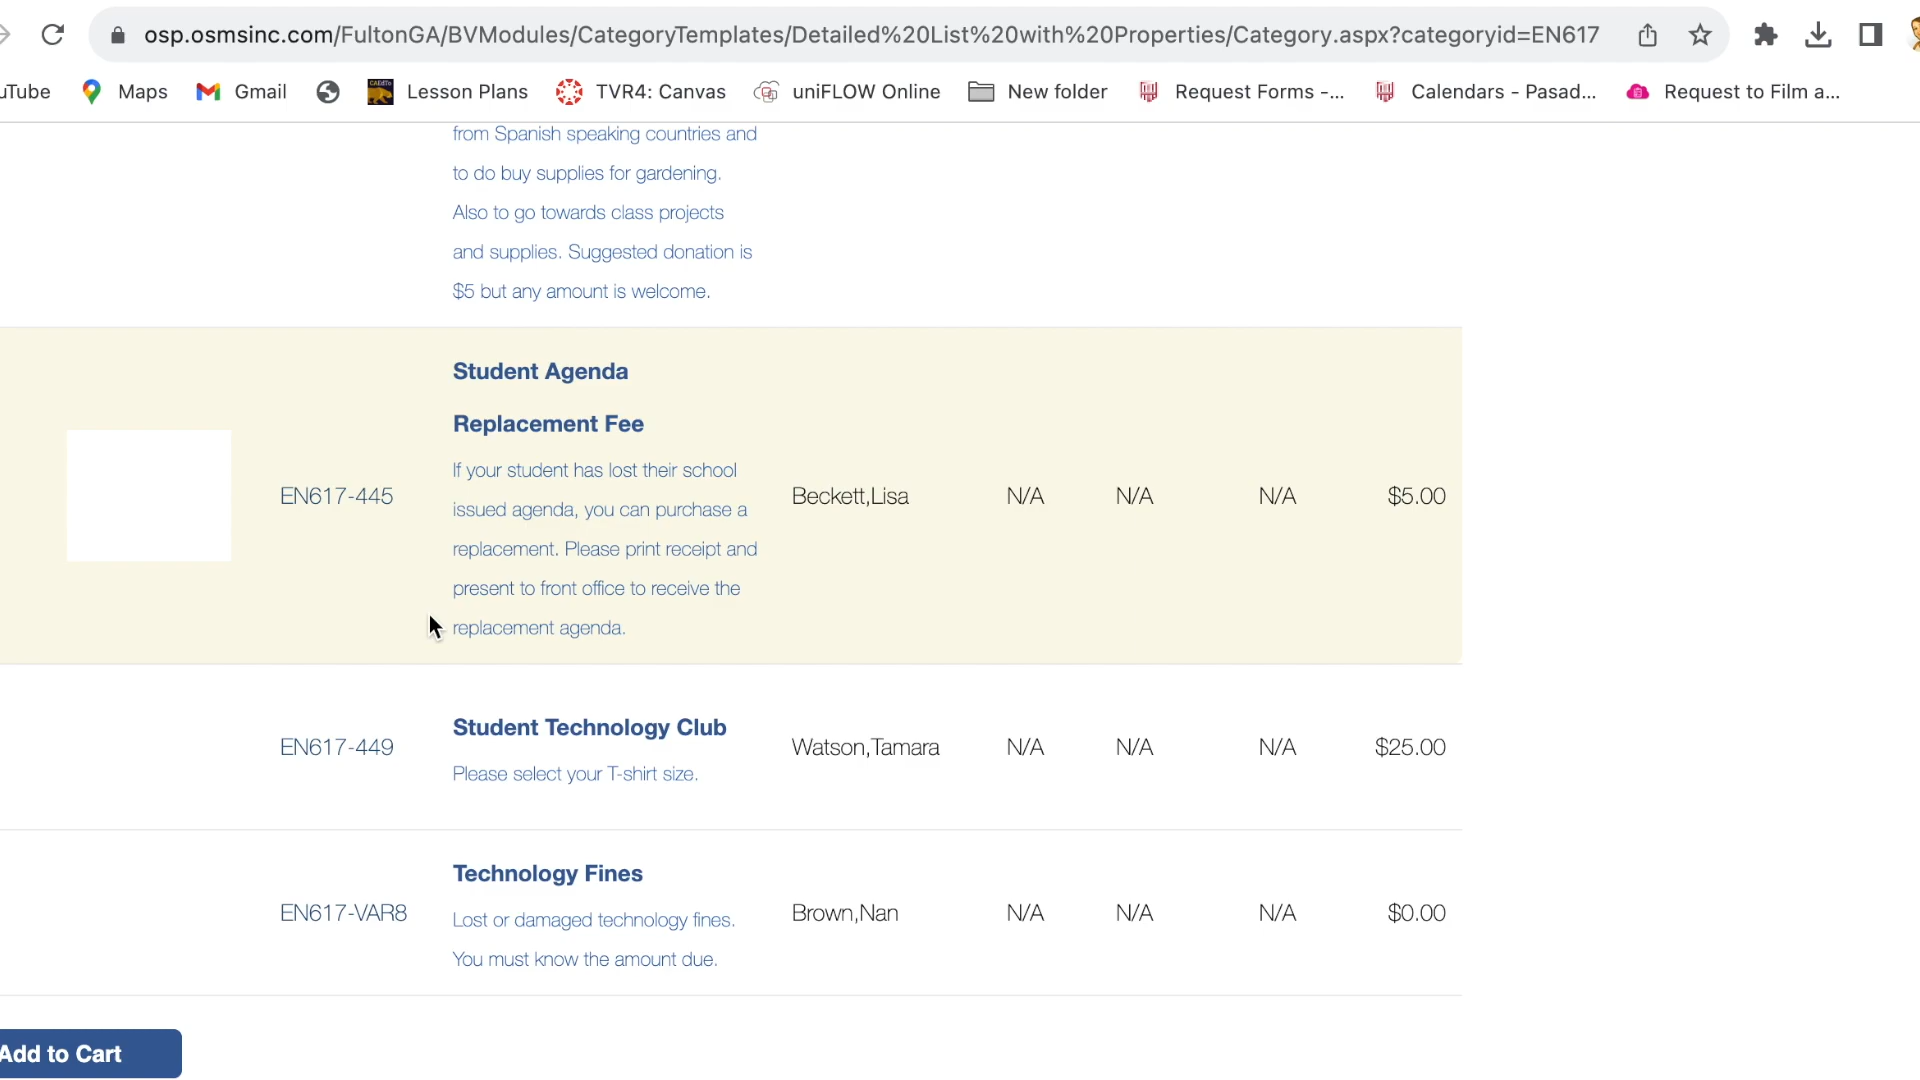 osp.osmsinc.com/FultonGA/BVModules/CategoryTemplates/Detailed%20List%20with%20Properties/Category.aspx?categoryid=EN617
uTube Maps Gmail Lesson Plans TVR4: Canvas uniFLOW Online New folder Request Forms -... Calendars - Pasad... Request to Film a...
from Spanish speaking countries and
to do buy supplies for gardening.
Also to go towards class projects
and supplies. Suggested donation is
$5 but any amount is welcome.
Student Agenda
Replacement Fee
If your student has lost their school
issued agenda, you can purchase a
replacement. Please print receipt and
present to front office to receive the
replacement agenda.
EN617-445 Beckett,Lisa N/A N/A N/A $5.00
Student Technology Club
Please select your T-shirt size.
EN617-449 Watson,Tamara N/A N/A N/A $25.00
Technology Fines
Lost or damaged technology fines.
You must know the amount due.
EN617-VAR8 Brown,Nan N/A N/A N/A $0.00
Add to Cart